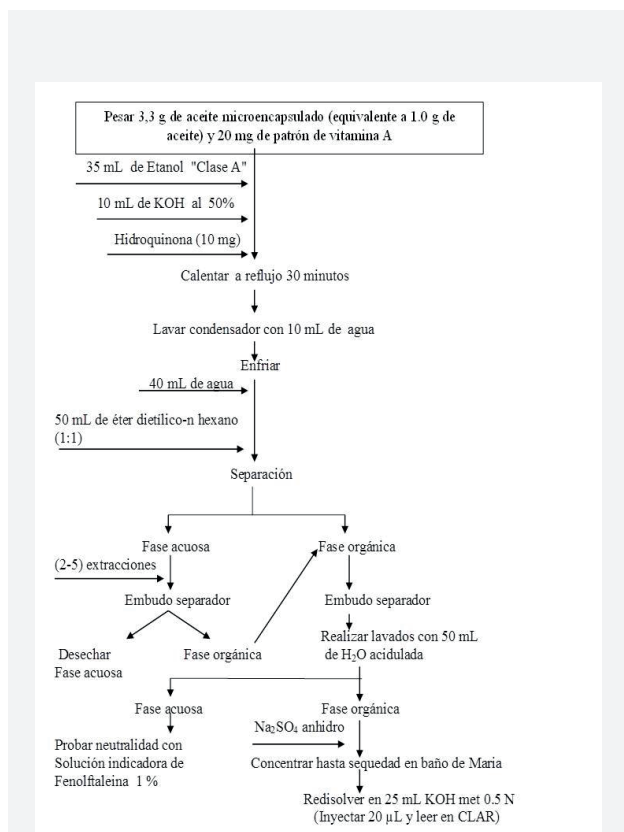 Pesar 3,3 g de aceite microencapsulado (equivalente a 1.0 g de
aceite) y 20 mg de patrón de vitamina A
35 mL de Etanol "Clase A"
10 mL de KOH al 50%
Hidroquinona (10 mg)
Calentar a reflujo 30 minutos
Lavar condensador con 10 mL de agua
Enfriar
40 mL de agua
50 mL de éter dietílico-n hexano
(1:1)
Separación
Fase acuosa
Fase orgánica
(2-5) extracciones
Embudo separador
Embudo separador
Desechar
Fase acuosa
Fase orgánica
Realizar lavados con 50 mL
de H₂O acidulada
Fase acuosa
Fase orgánica
Na₂SO₄ anhidro
Probar neutralidad con
Solución indicadora de
Fenolftaleina 1 %
Concentrar hasta sequedad en baño de Maria
Redisolver en 25 mL KOH met 0.5 N
(Inyectar 20 µL y leer en CLAR)